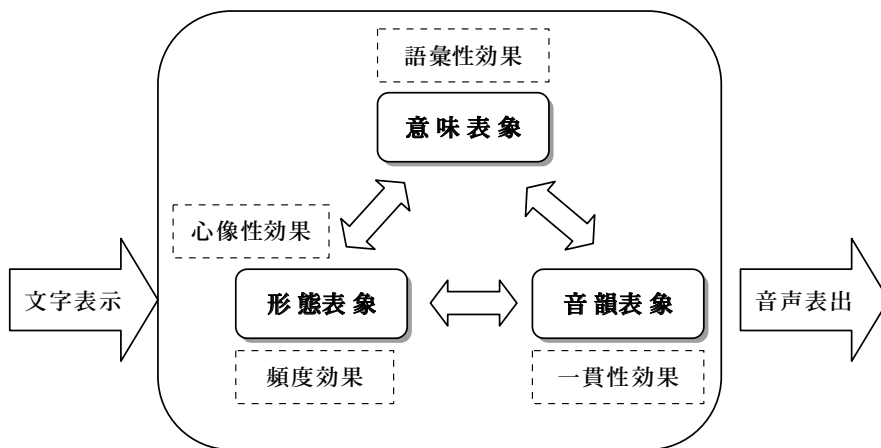 語彙性効果
意味表象
心像性効果
文字表示
形態表象
音韻表象
音声表出
頻度効果
一貫性効果